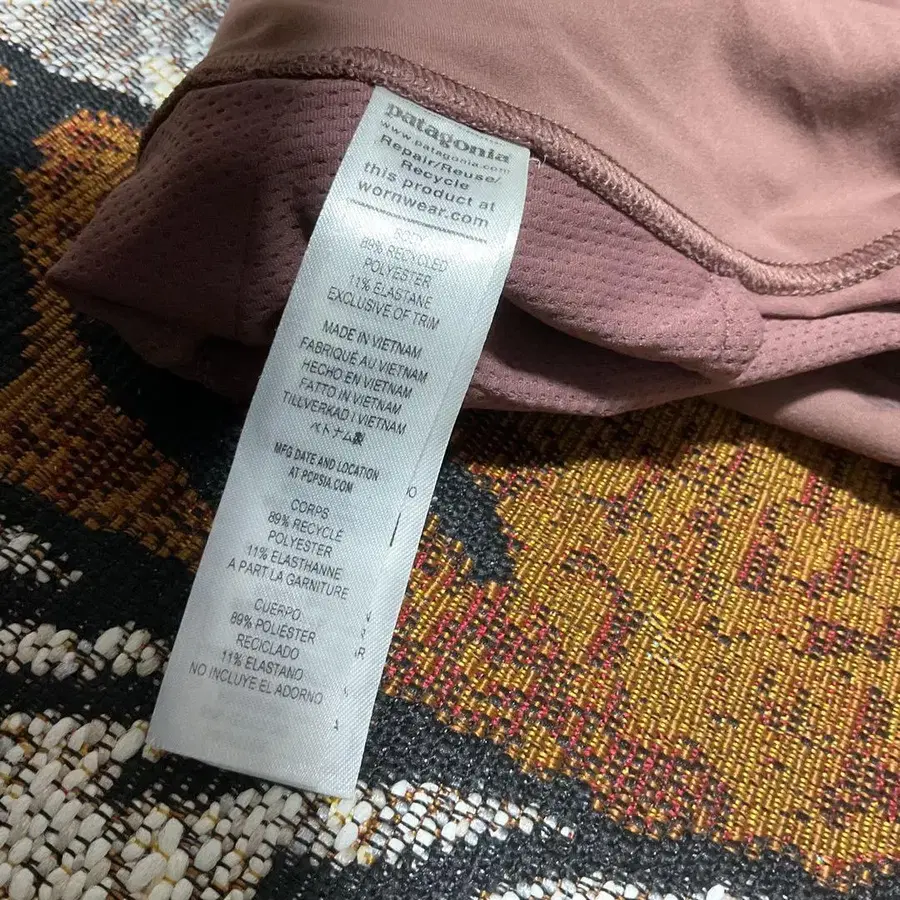 patagonia
www.patagonia.com
Repair/Reuse/
Recycle
this product at
wornwear.com
BODY
89% RECYCLED
POLYESTER
11% ELASTANE
EXCLUSIVE OF TRIM
MADE IN VIETNAM
FABRIQUÉ AU VIETNAM
HECHO EN VIETNAM
FATTO IN VIETNAM
TILLVERKAD I VIETNAM
ベトナム製
MFG DATE AND LOCATION
AT PCPSIA.COM
CORPS
89% RECYCLÉ
POLYESTER
11% ELASTHANNE
A PART LA GARNITURE
CUERPO
89% POLIESTER
RECICLADO
11% ELASTANO
NO INCLUYE EL ADORNO